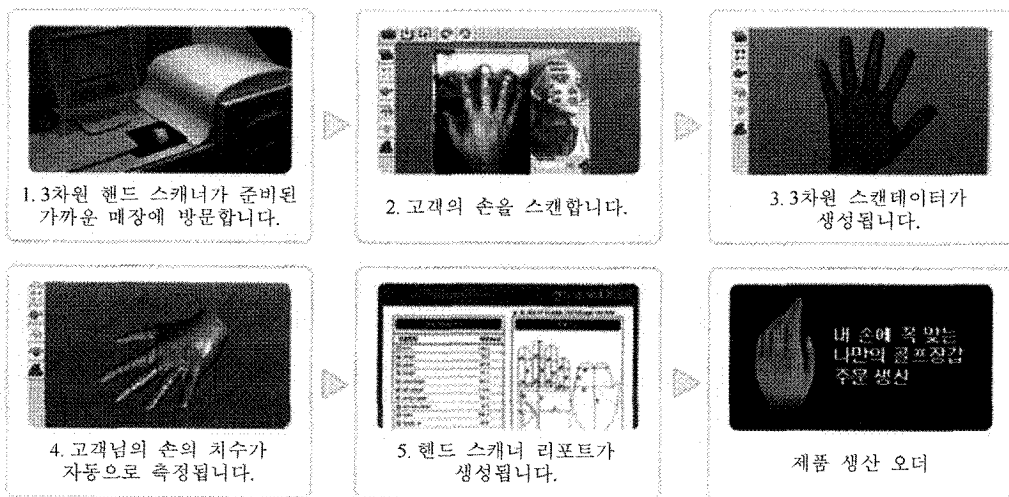 1. 3차원 핸드 스캐너가 준비된
가까운 매장에 방문합니다.
2. 고객의 손을 스캔합니다.
3. 3차원 스캔데이터가
생성됩니다.
4. 고객님의 손의 치수가
자동으로 측정됩니다.
5. 핸드 스캐너 리포트가
생성됩니다.
내 손에 꼭 맞는
나만의 골프장갑
주문 생산
제품 생산 오더